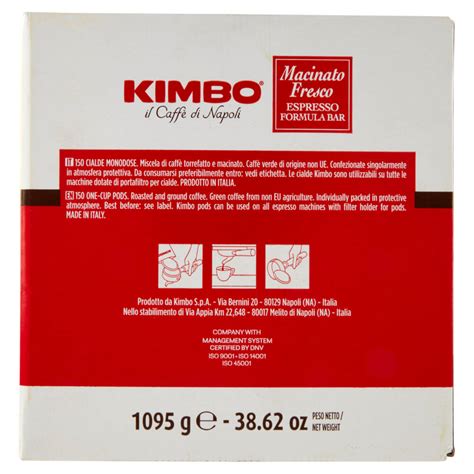 KIMBO®
il Caffè di Napoli
Macinato
Fresco
ESPRESSO
FORMULA BAR
IT 150 CIALDE MONODOSE. Miscela di caffè torrefatto e macinato. Caffè verde di origine non UE. Confezionate singolarmente
in atmosfera protettiva. Da consumarsi preferibilmente entro: vedi etichetta. Le cialde Kimbo sono utilizzabili su tutte le
macchine dotate di portafiltro per cialde. PRODOTTO IN ITALIA.
150 ONE-CUP PODS. Roasted and ground coffee. Green coffee from non EU agriculture. Individually packed in protective
atmosphere. Best before: see label. Kimbo pods can be used on all espresso machines with filter holder for pods.
MADE IN ITALY.
Prodotto da Kimbo S.p.A. - Via Bernini 20 - 80129 Napoli (NA) - Italia
Nello stabilimento di Via Appia Km 22,648 - 80017 Melito di Napoli (NA) - Italia
COMPANY WITH
MANAGEMENT SYSTEM
CERTIFIED BY DNV
ISO 9001 • ISO 14001
ISO 45001
1095 g ℮ - 38.62 oz PESO NETTO/
NET WEIGHT